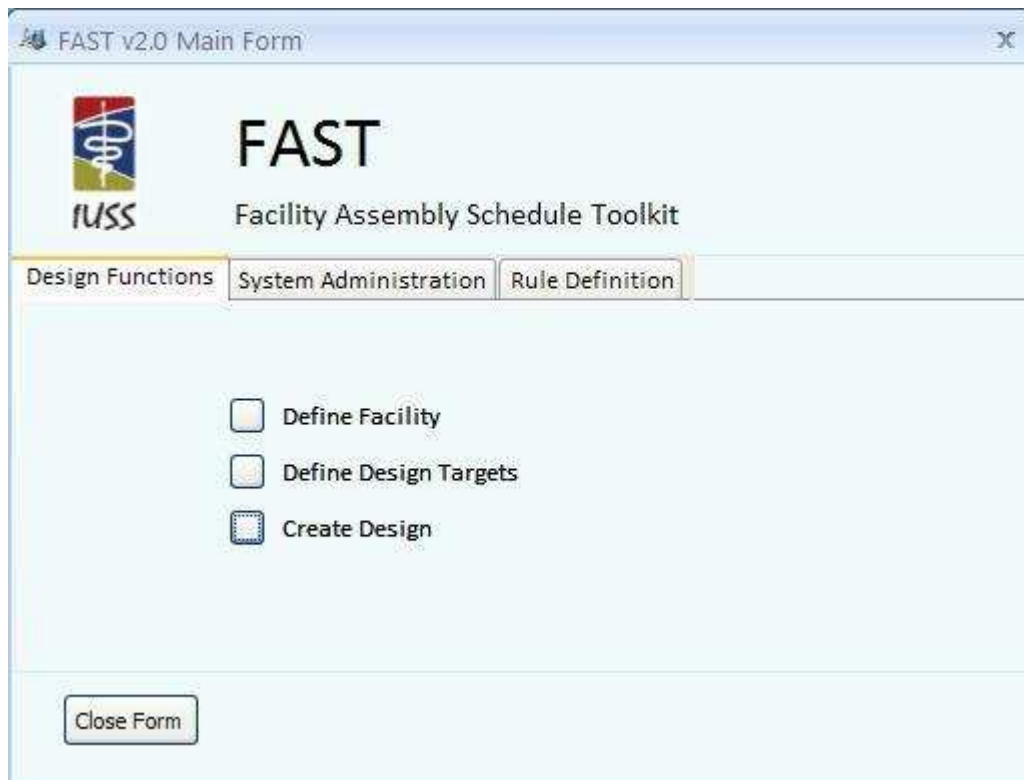 FAST v2.0 Main Form
x
FAST
IUSS
Facility Assembly Schedule Toolkit
Design Functions
System Administration
Rule Definition
Define Facility
Define Design Targets
Create Design
Close Form